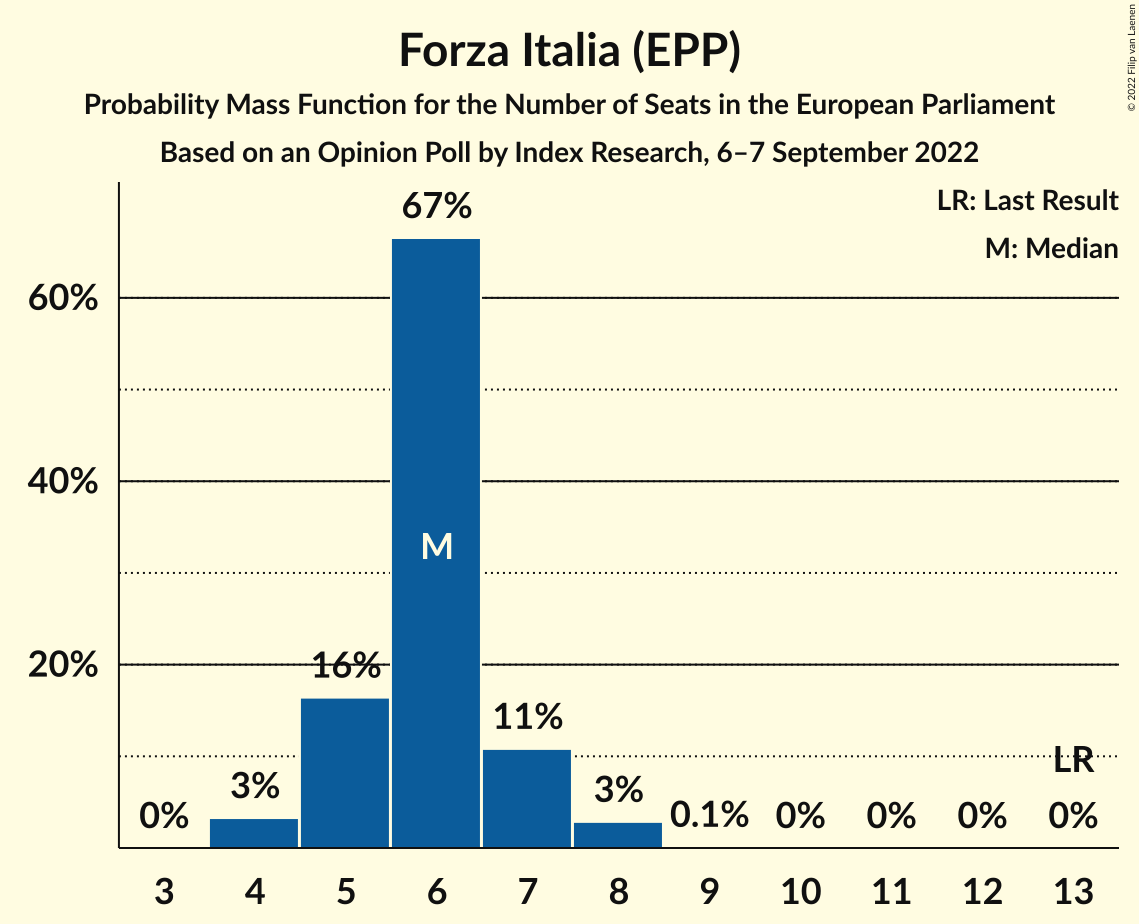 Forza Italia (EPP)
Probability Mass Function for the Number of Seats in the European Parliament
Based on an Opinion Poll by Index Research, 6–7 September 2022
© 2022 Filip van Laenen
LR: Last Result
M: Median
60%
40%
20%
0%
3%
16%
67%
M
11%
3%
0.1%
0%
0%
0%
LR
0%
3 4 5 6 7 8 9 10 11 12 13